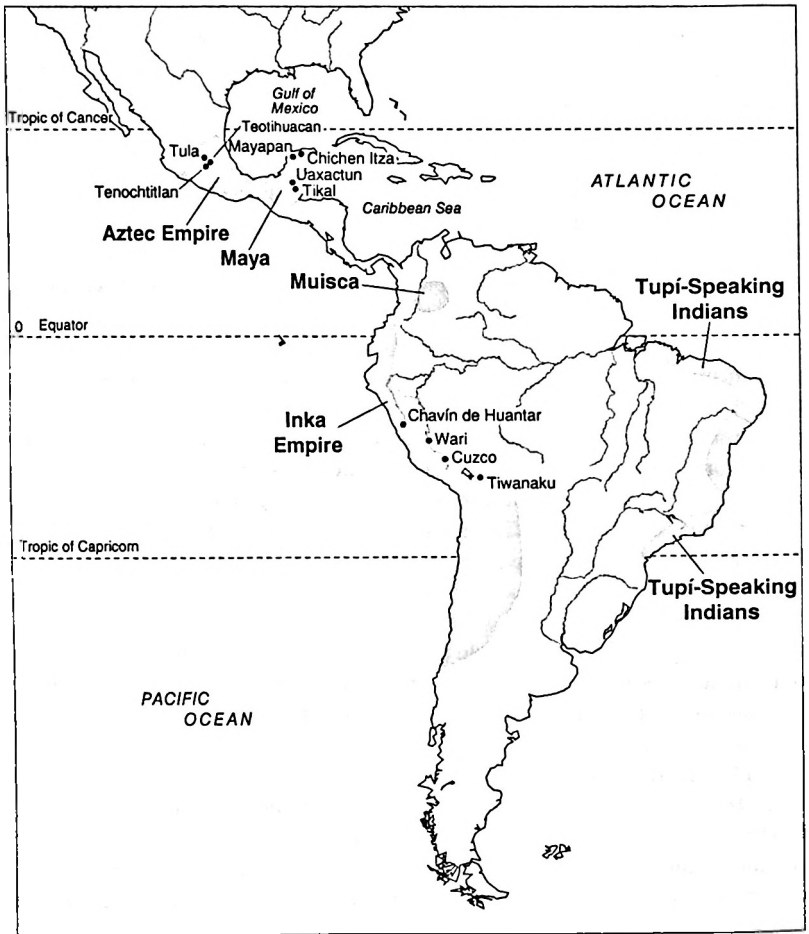 Gulf of
Mexico
Tropic of Cancer
Teotihuacan
Tula
Mayapan
Chichen Itza
Uaxactun
Tenochtitlan
Tikal
ATLANTIC
OCEAN
Caribbean Sea
Aztec Empire
Maya
Muisca
Tupí-Speaking
Indians
0 Equator
Inka
Empire
Chavín de Huantar
Wari
Cuzco
Tiwanaku
Tropic of Capricorn
Tupí-Speaking
Indians
PACIFIC
OCEAN